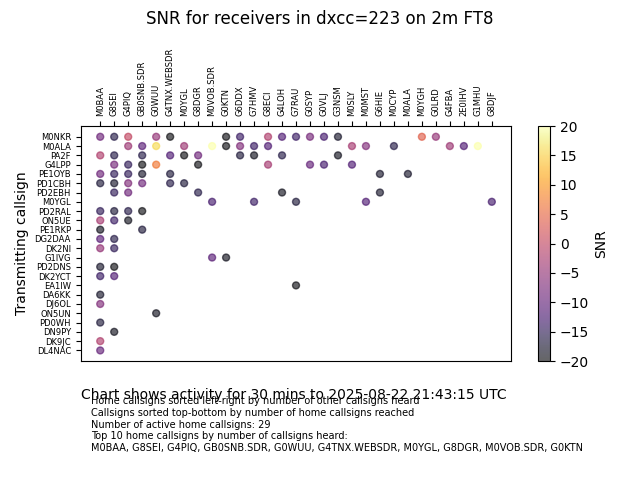 SNR for receivers in dxcc=223 on 2m FT8
M0BAA
G8SEI
G4PIQ
GB0SNB.SDR
G0WUU
G4TNX.WEBSDR
M0YGL
G8DGR
M0VOB.SDR
G0KTN
G6DDX
G7HMV
G8ECI
G4LOH
G7RAU
G0SYP
G0VLJ
G3NSM
M0SLY
M0MST
G6HIE
M0CYP
M0ALA
M0YGH
G0LRD
G4FBA
2E0IHV
G1MHU
G8DJF
Transmitting callsign
M0NKR
M0ALA
PA2F
G4LPP
PE1OYB
PD1CBH
PD2EBH
M0YGL
PD2RAL
ON5UE
PE1RKP
DG2DAA
DK2NI
G1IVG
PD2DNS
DK2YCT
EA1IW
DA6KK
DJ6OL
ON5UN
PD0WH
DN9PY
DK9JC
DL4NAC
20
15
10
5
0
−5
−10
−15
−20
SNR
Chart shows activity for 30 mins to 2025-08-22 21:43:15 UTC
Home callsigns sorted left-right by number of other callsigns heard
Callsigns sorted top-bottom by number of home callsigns reached
Number of active home callsigns: 29
Top 10 home callsigns by number of callsigns heard:
M0BAA, G8SEI, G4PIQ, GB0SNB.SDR, G0WUU, G4TNX.WEBSDR, M0YGL, G8DGR, M0VOB.SDR, G0KTN